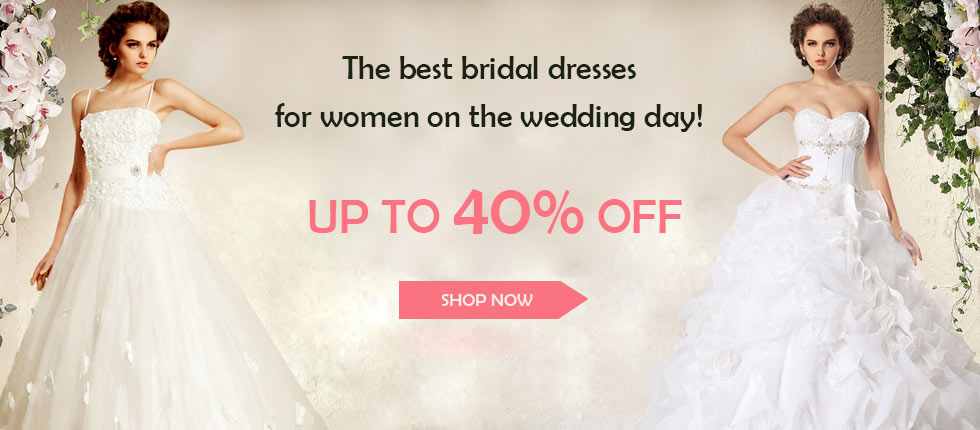 The best bridal dresses
for women on the wedding day!
UP TO 40% OFF
SHOP NOW